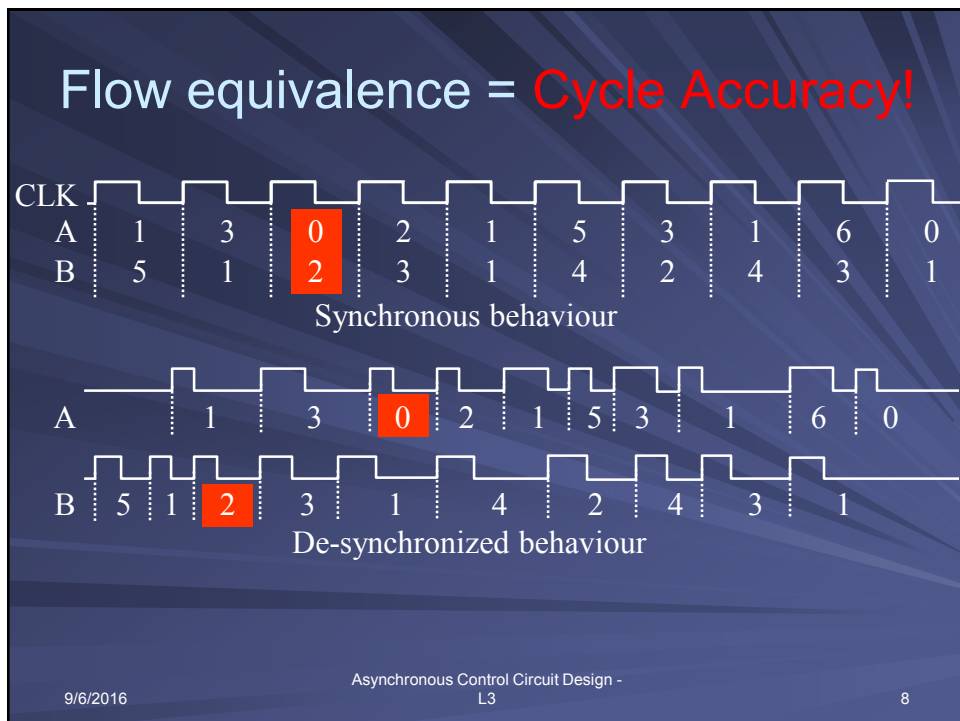 Flow equivalence = Cycle Accuracy!
CLK
A 1 3 0 2 1 5 3 1 6 0
B 5 1 2 3 1 4 2 4 3 1
Synchronous behaviour
A 1 3 0 2 1 5 3 1 6 0
B 5 1 2 3 1 4 2 4 3 1
De-synchronized behaviour
Asynchronous Control Circuit Design -
9/6/2016 L3 8